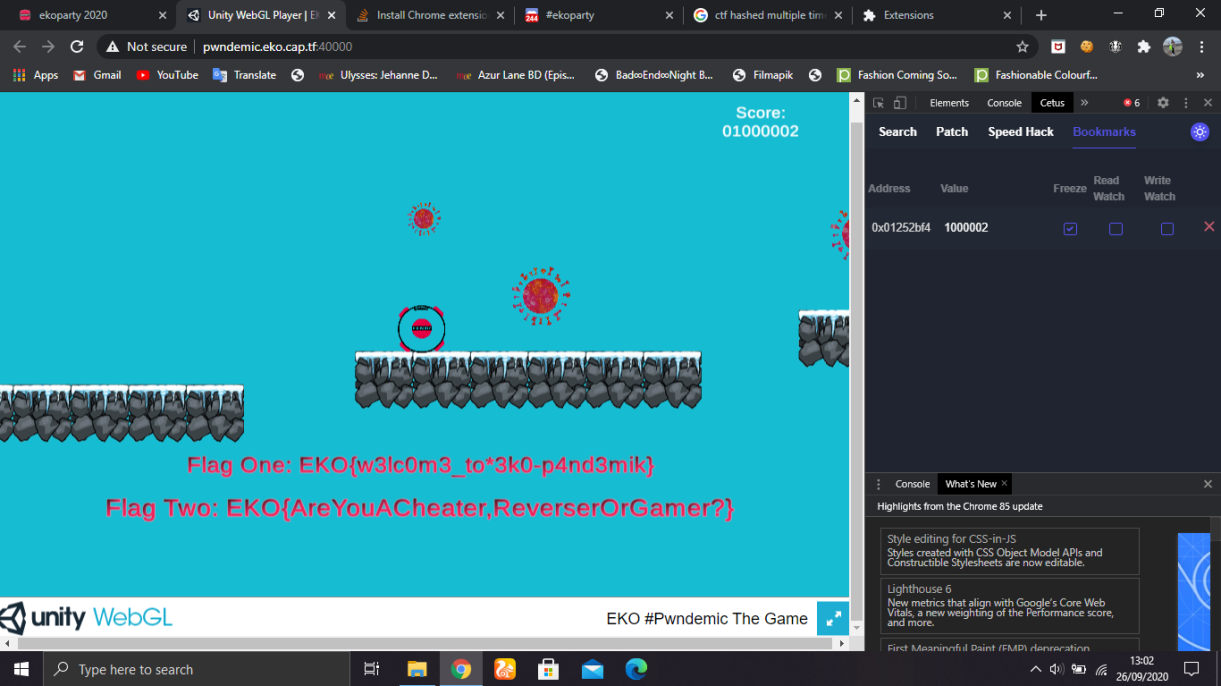 ekoparty 2020
Unity WebGL Player | EK
Install Chrome extensio
#ekoparty
ctf hashed multiple tim
Extensions
Not secure | pwndemic.eko.cap.tf:40000
Apps Gmail YouTube Translate Ulysses: Jehanne D... Azur Lane BD (Epis... Bad∞End∞Night B... Filmapik Fashion Coming So... Fashionable Colourf... »
Score:
01000002
Flag One: EKO{w3lc0m3_to*3k0-p4nd3mik}
Flag Two: EKO{AreYouACheater,ReverserOrGamer?}
unity WebGL
EKO #Pwndemic The Game
Elements Console Cetus » 6
Search Patch Speed Hack Bookmarks
Address Value Freeze Read Watch Write Watch
0x01252bf4 1000002
Console What's New
Highlights from the Chrome 85 update
Style editing for CSS-in-JS
Styles created with CSS Object Model APIs and
Constructible Stylesheets are now editable.
Lighthouse 6
New metrics that align with Google's Core Web
Vitals, a new weighting of the Performance score,
and more.
First Meaningful Paint (FMP) deprecation
Type here to search
13:02
26/09/2020